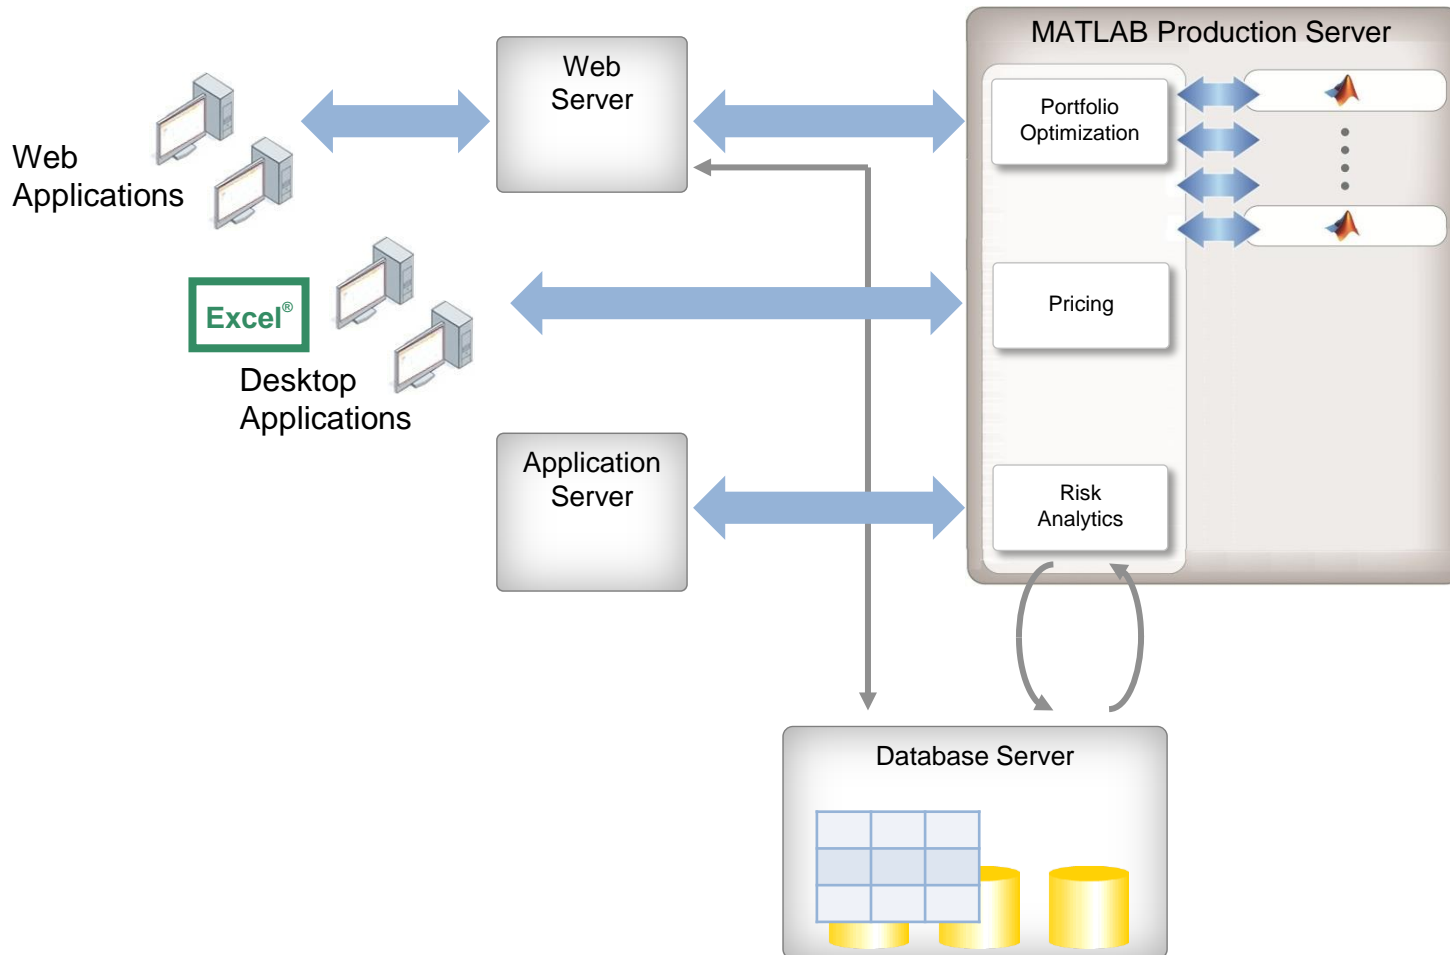 MATLAB Production Server
Web
Server
Portfolio
Optimization
Web
Applications
Excel®
Pricing
Desktop
Applications
Application
Server
Risk
Analytics
Database Server